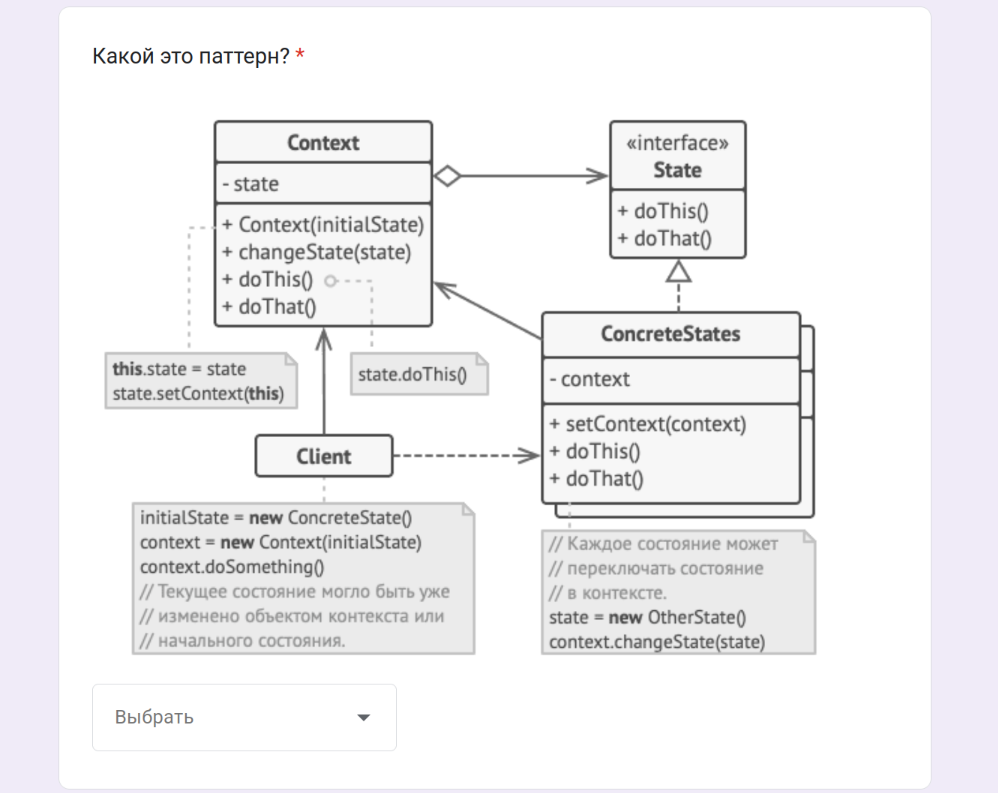 Какой это паттерн? *
Context
- state
+ Context(initialState)
+ changeState(state)
+ doThis()
+ doThat()
«interface»
State
+ doThis()
+ doThat()
this.state = state
state.setContext(this)
state.doThis()
ConcreteStates
- context
+ setContext(context)
+ doThis()
+ doThat()
Client
initialState = new ConcreteState()
context = new Context(initialState)
context.doSomething()
// Текущее состояние могло быть уже
// изменено объектом контекста или
// начального состояния.
// Каждое состояние может
// переключать состояние
// в контексте.
state = new OtherState()
context.changeState(state)
Выбрать